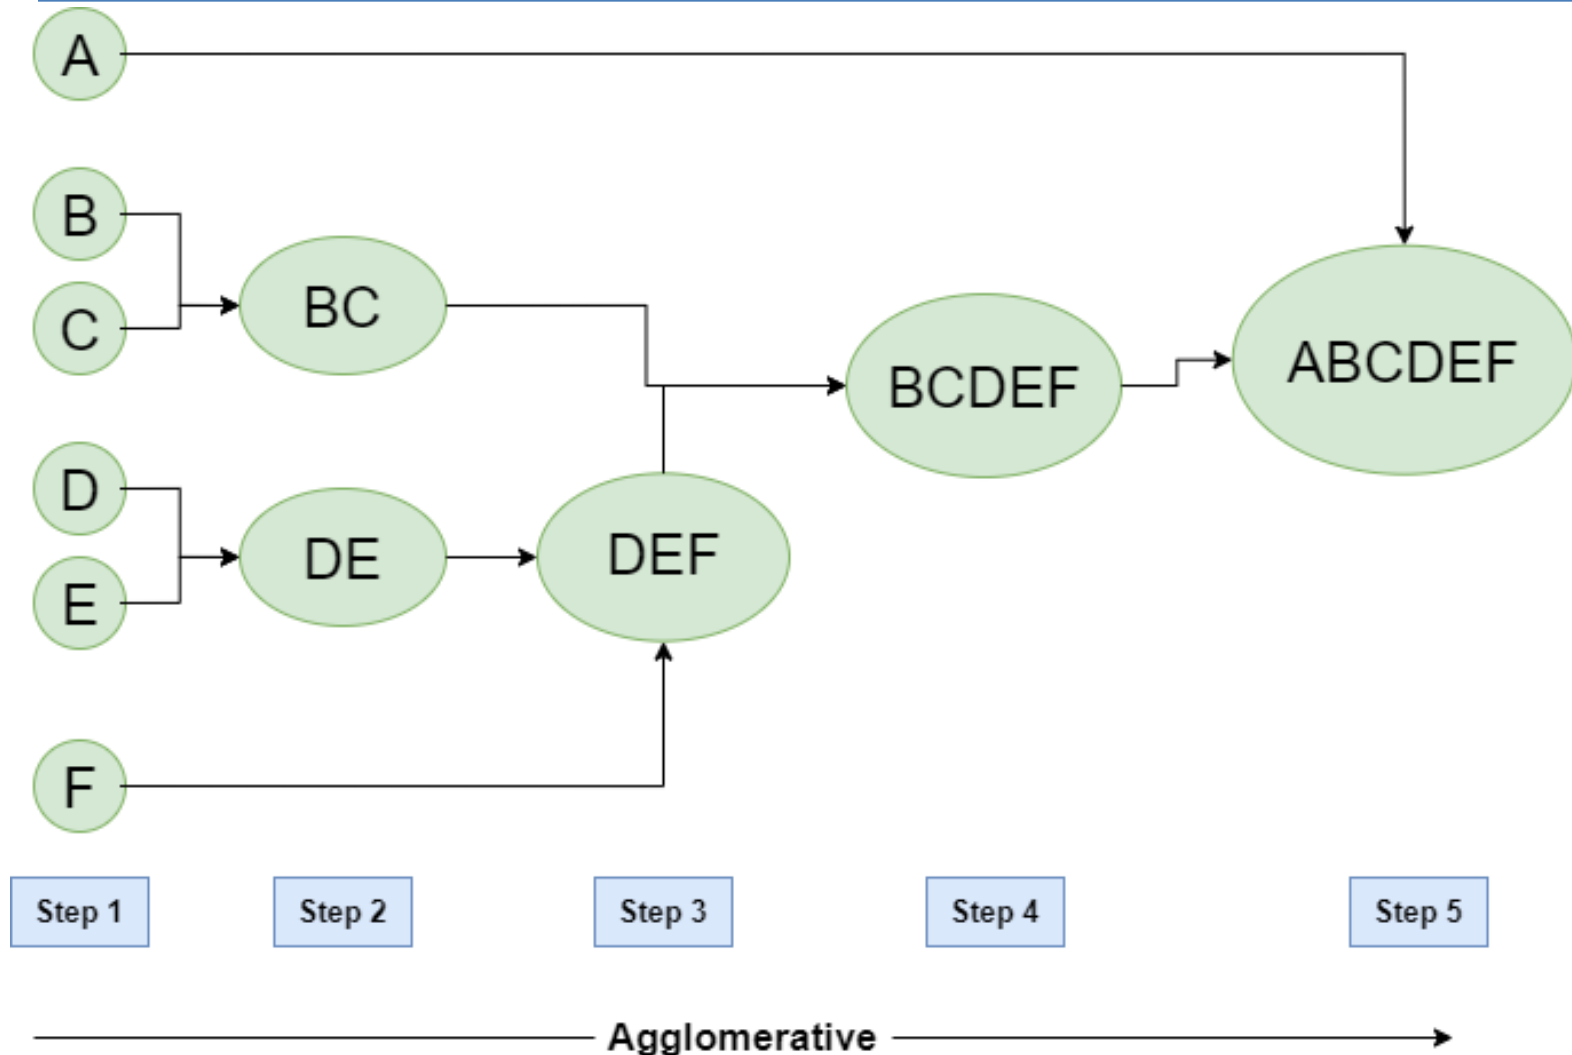 A
B
C
BC
D
E
DE
DEF
F
BCDEF
ABCDEF
Step 1
Step 2
Step 3
Step 4
Step 5
Agglomerative